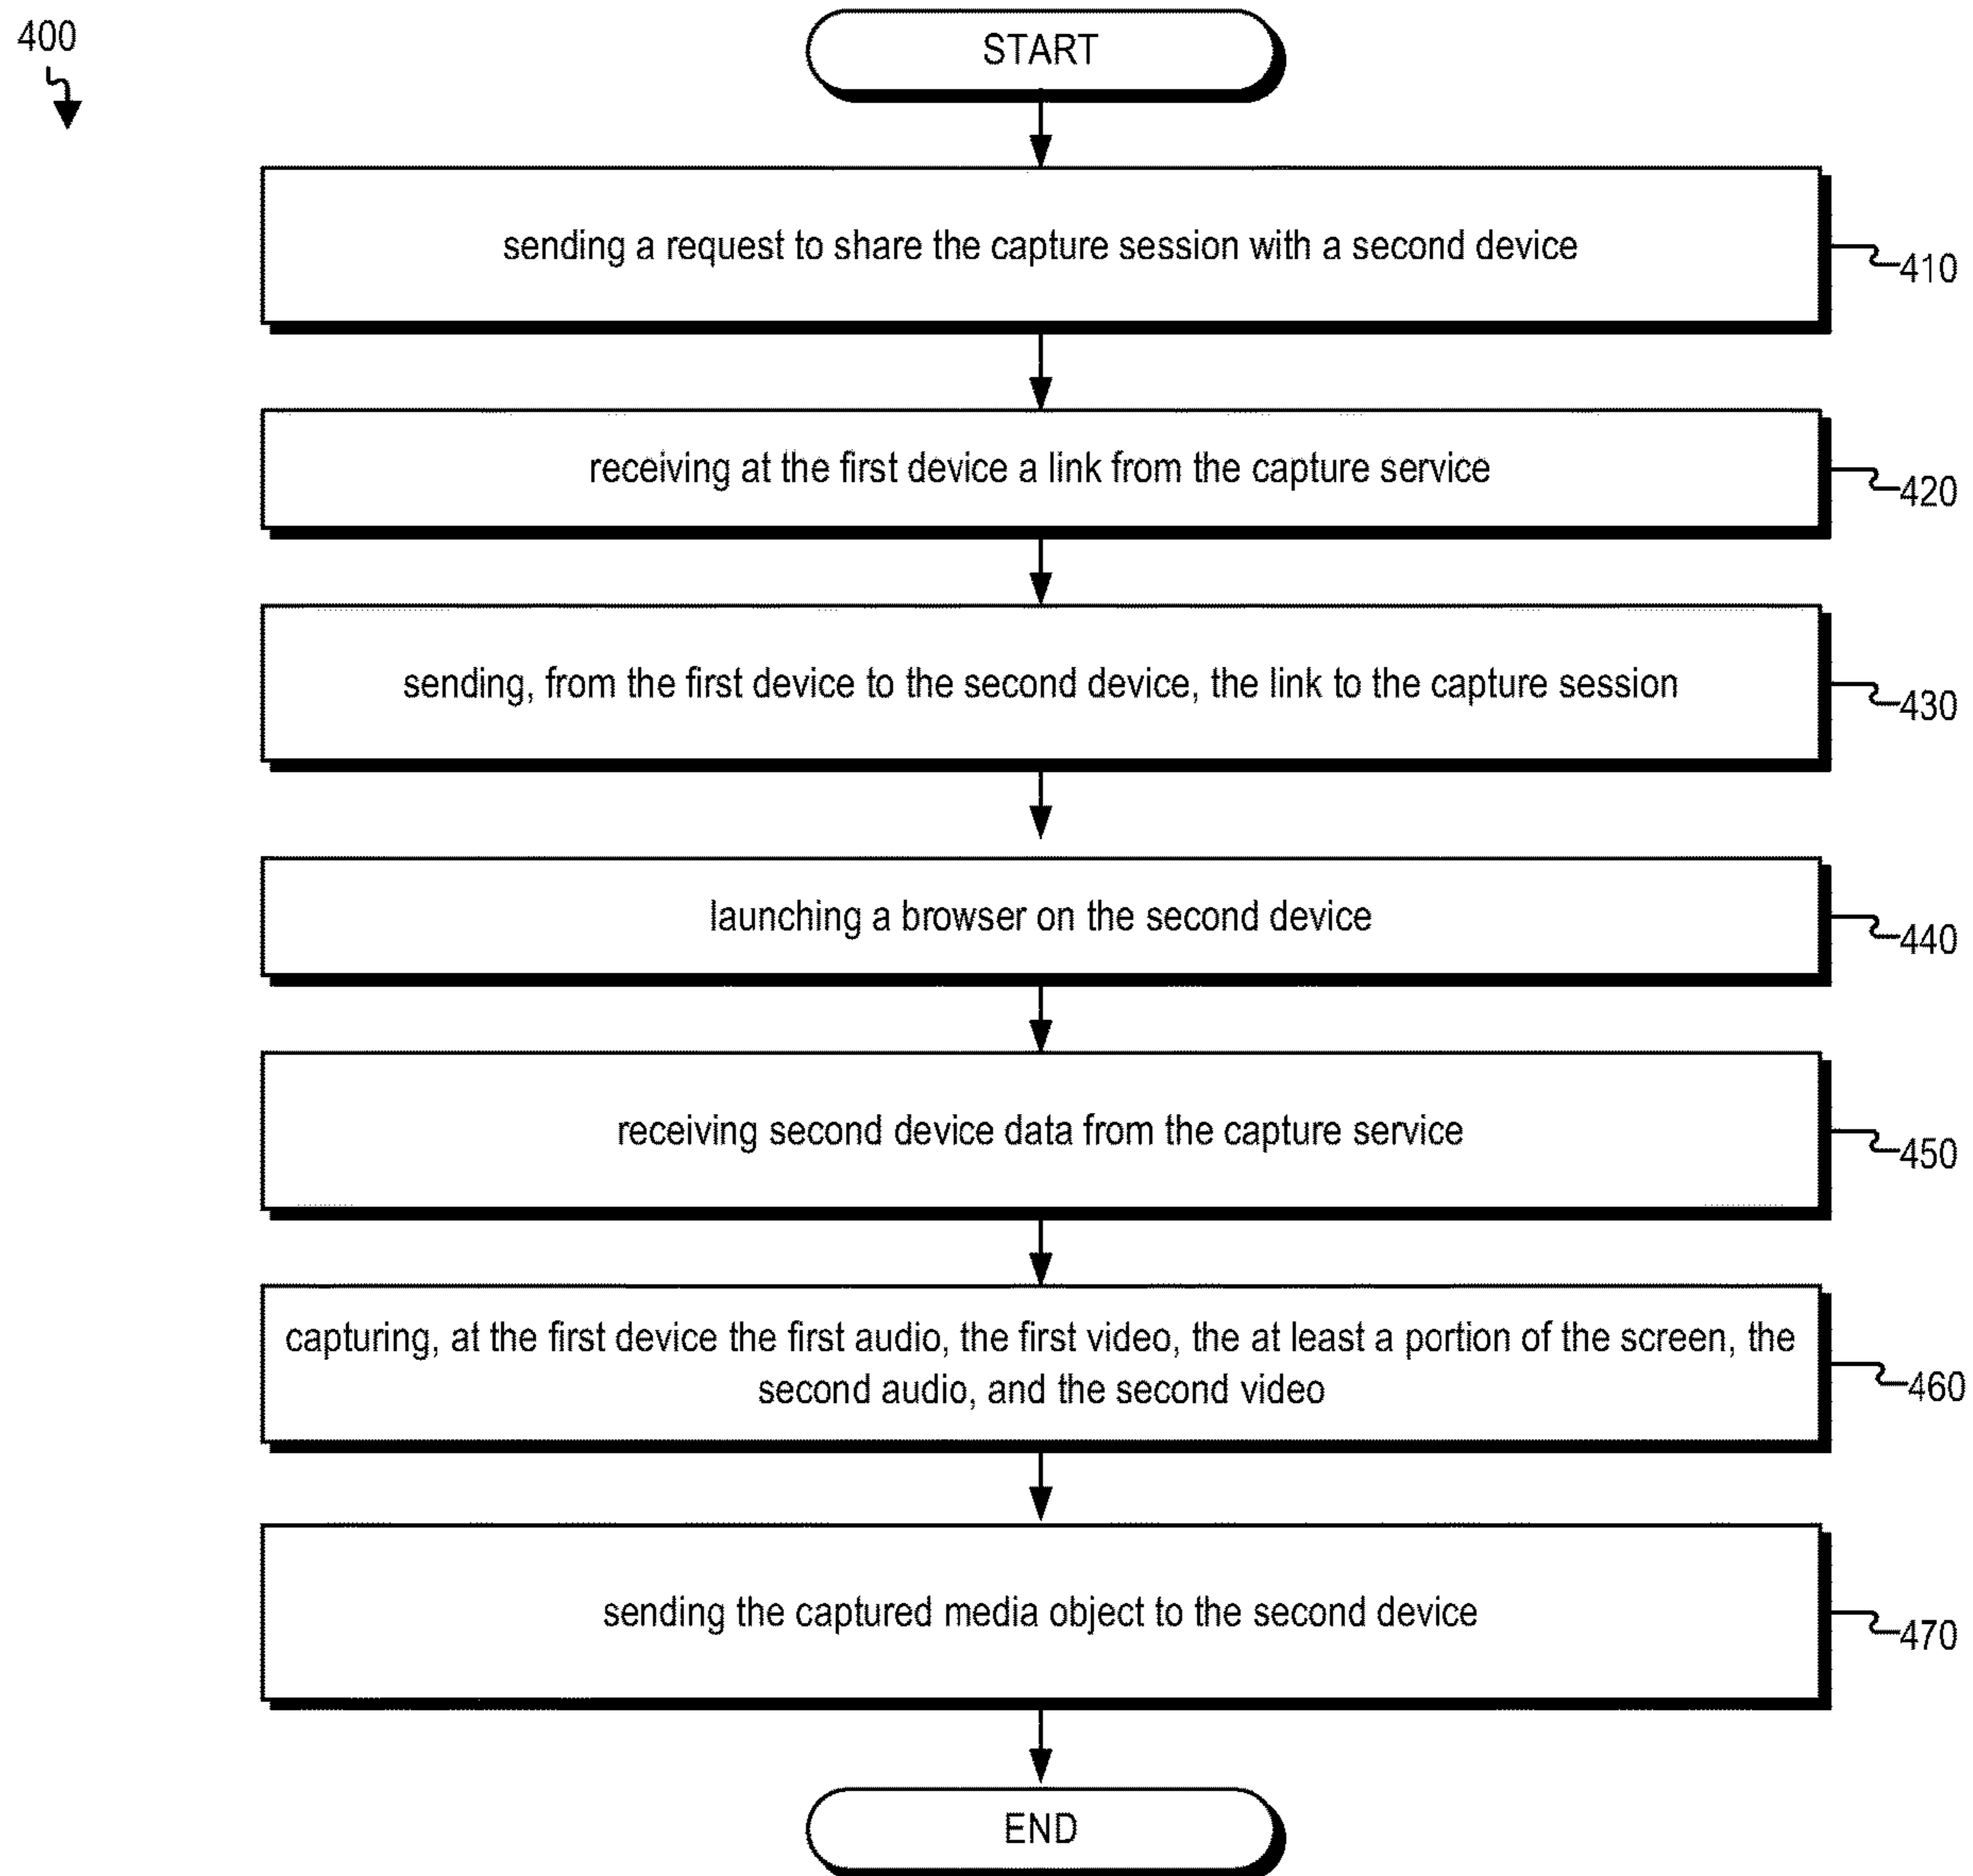 400
START
sending a request to share the capture session with a second device
410
receiving at the first device a link from the capture service
420
sending, from the first device to the second device, the link to the capture session
430
launching a browser on the second device
440
receiving second device data from the capture service
450
capturing, at the first device the first audio, the first video, the at least a portion of the screen, the
second audio, and the second video
460
sending the captured media object to the second device
470
END